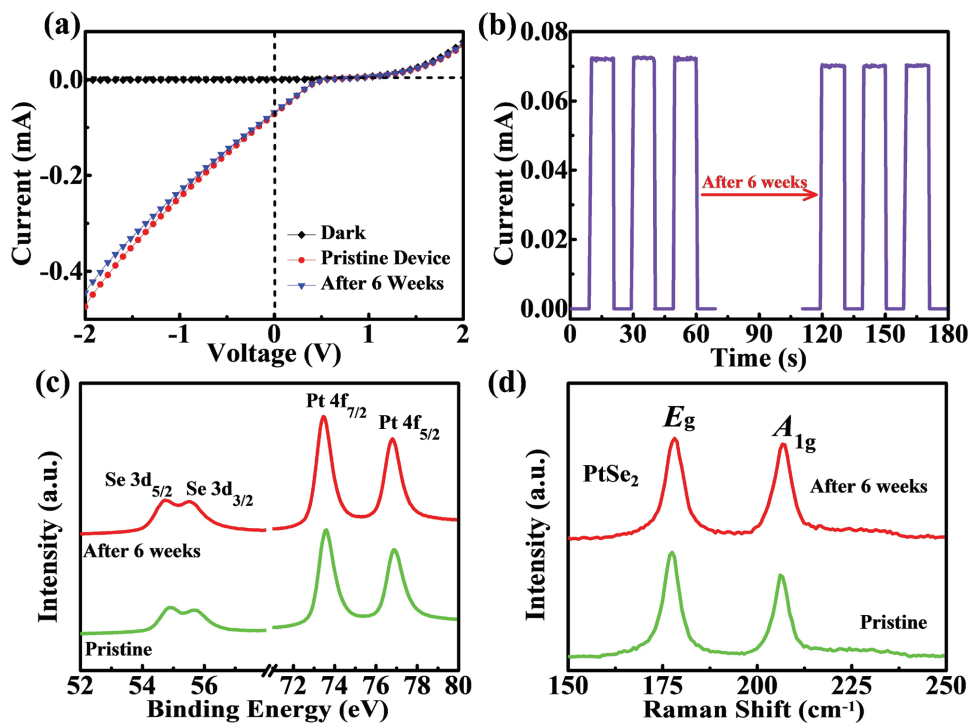 (a)
0.0
-0.2
-0.4
Current (mA)
-2
-1
0
1
2
Voltage (V)
Dark
Pristine Device
After 6 Weeks
(b)
0.08
0.06
0.04
0.02
0.00
Current (mA)
0
30
60
90
120
150
180
Time (s)
After 6 weeks
(c)
Pt 4f7/2
Pt 4f5/2
Se 3d5/2
Se 3d3/2
After 6 weeks
Pristine
Intensity (a.u.)
52
54
56
72
74
76
78
80
Binding Energy (eV)
(d)
Eg
A1g
PtSe2
After 6 weeks
Pristine
Intensity (a.u.)
150
175
200
225
250
Raman Shift (cm-1)